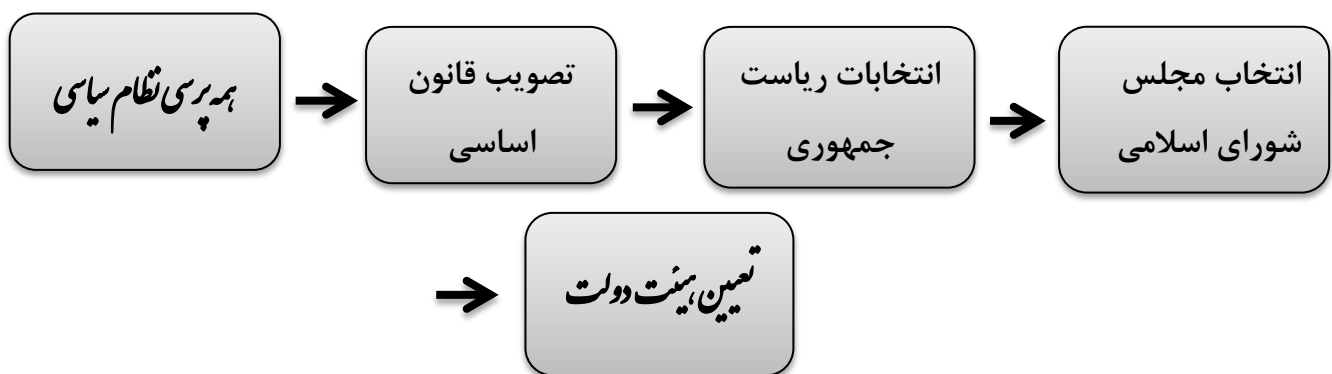 همه پرسی نظام سیاسی
تصویب قانون
اساسی
انتخابات ریاست
جمهوری
انتخاب مجلس
شورای اسلامی
تعیین هیئت دولت